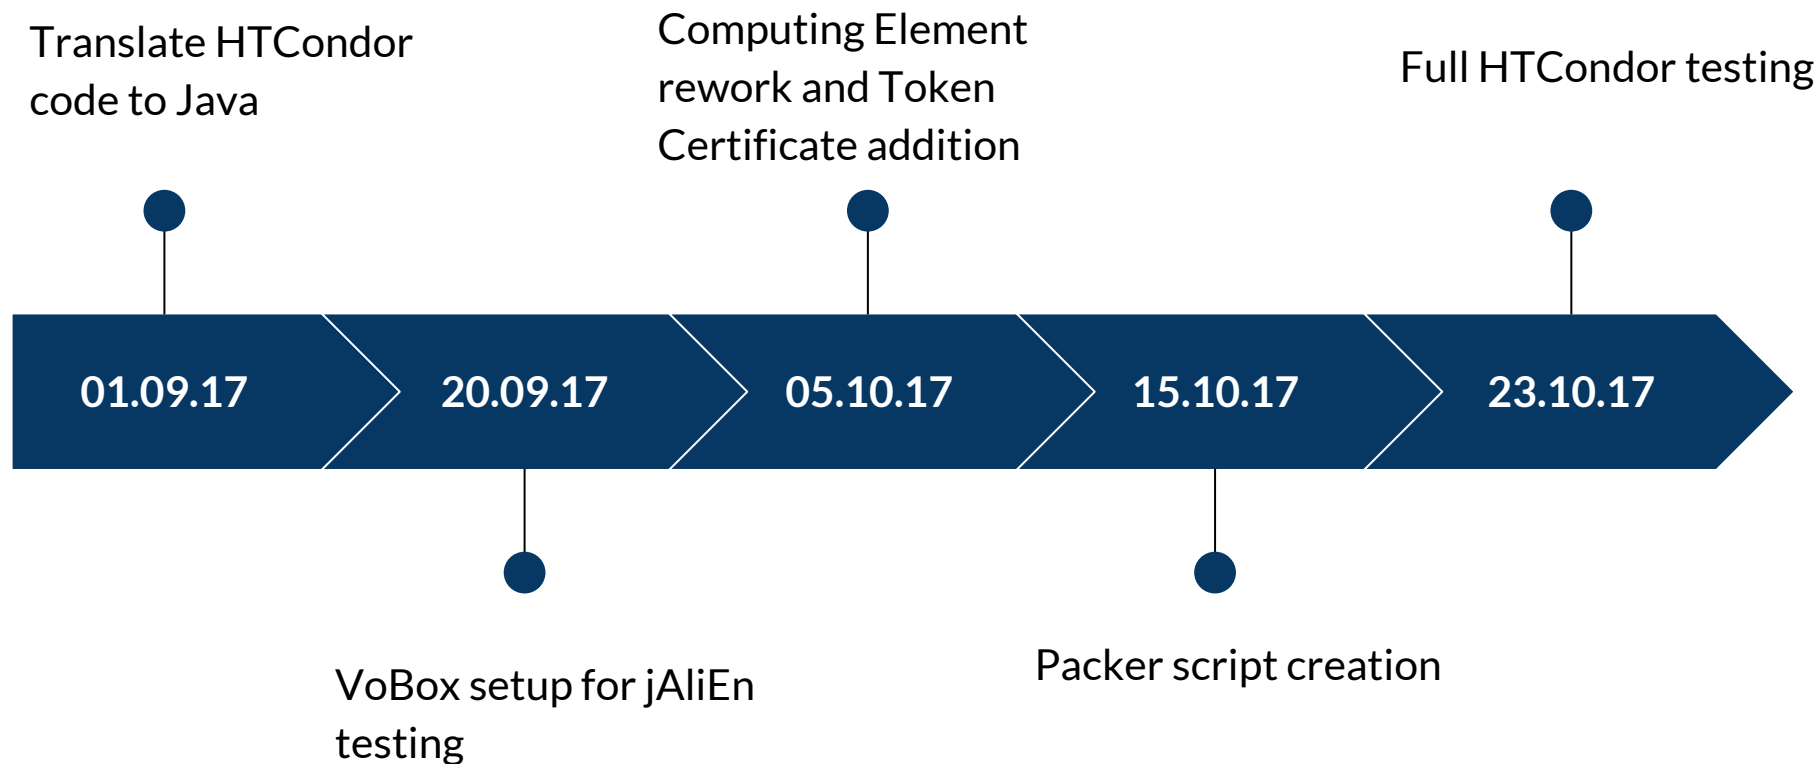 Translate HTCondor
code to Java
Computing Element
rework and Token
Certificate addition
Full HTCondor testing
01.09.17
20.09.17
05.10.17
15.10.17
23.10.17
VoBox setup for jAliEn
testing
Packer script creation